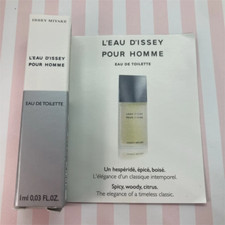 ISSEY MIYAKE
L'EAU D'ISSEY
POUR HOMME
EAU DE TOILETTE
1ml 0.03 FL.OZ.
L'EAU D'ISSEY
POUR HOMME
EAU DE TOILETTE
Un hespéridé, épicé, boisé.
L'élégance d'un classique intemporel.
Spicy, woody, citrus.
The elegance of a timeless classic.